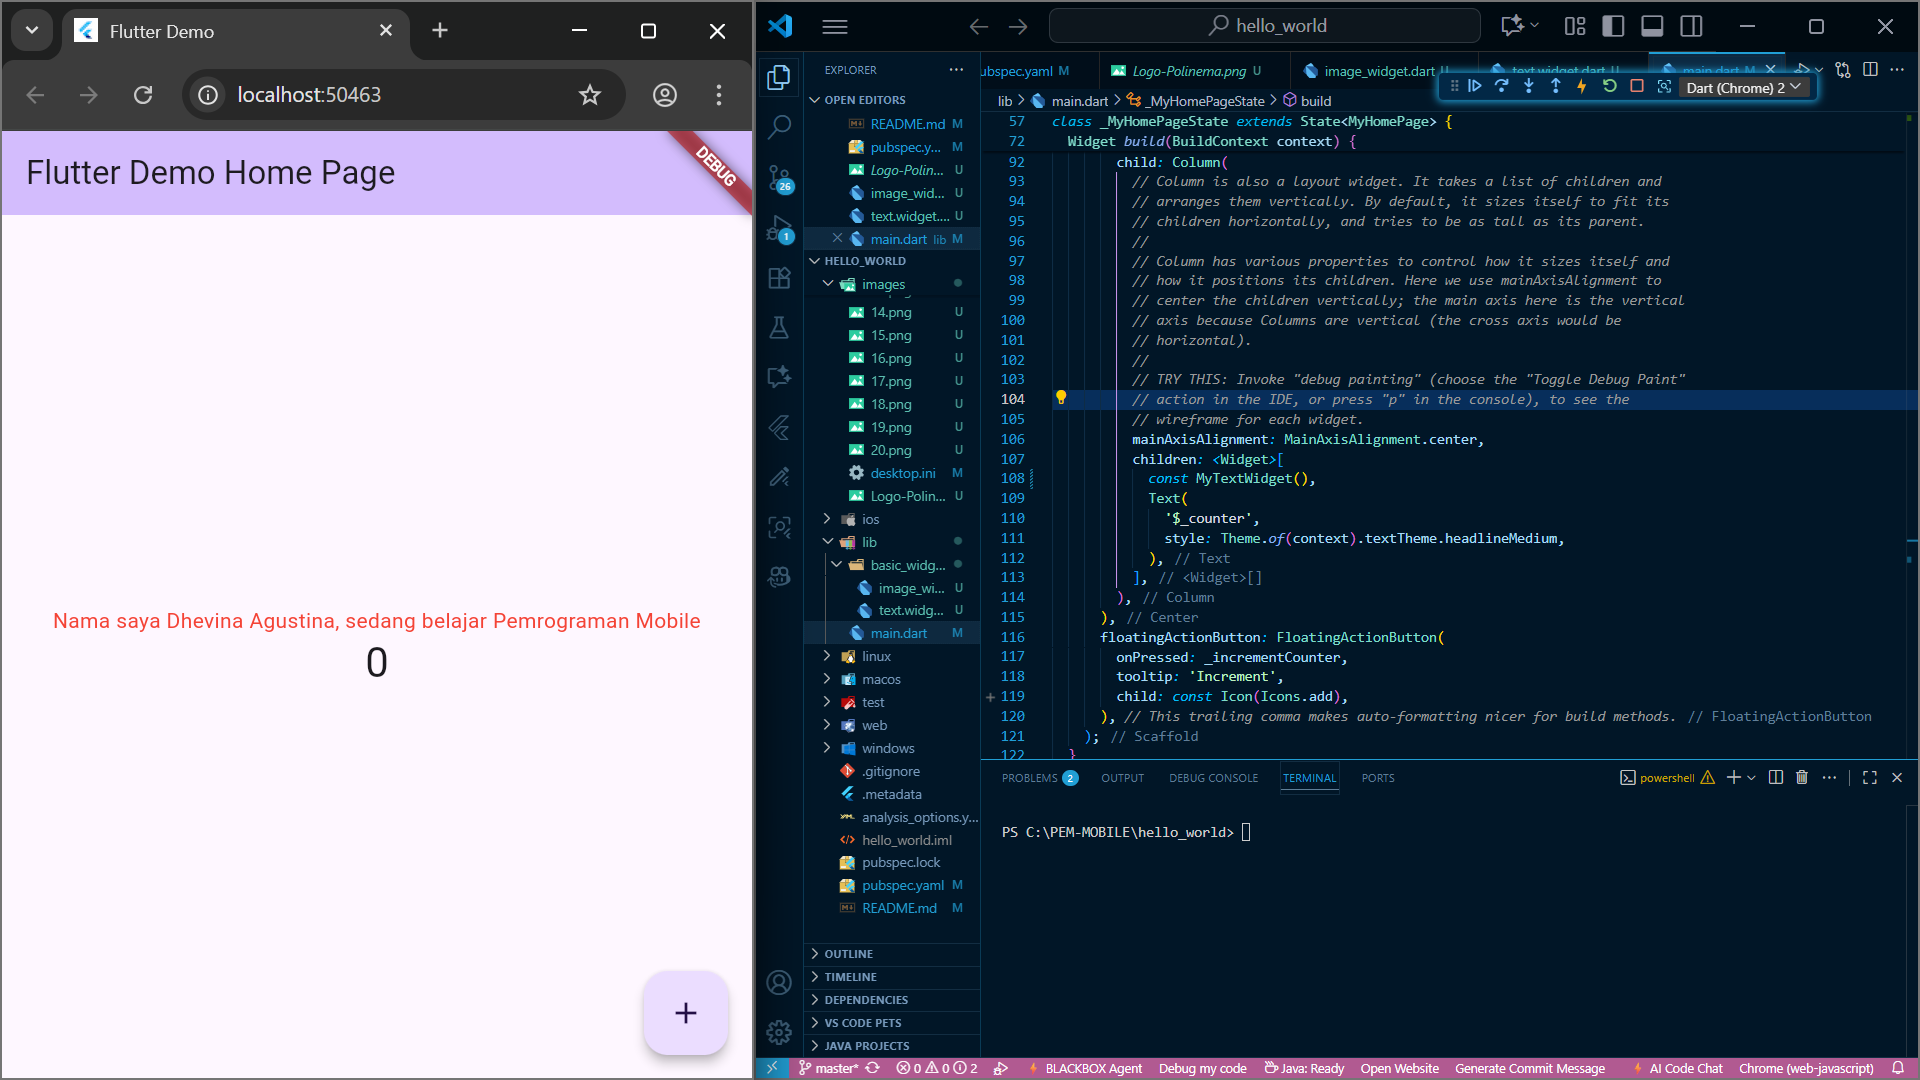 Flutter Demo
localhost:50463
Flutter Demo Home Page
DEBUG
Nama saya Dhevina Agustina, sedang belajar Pemrograman Mobile
0
hello_world
EXPLORER
OPEN EDITORS
README.md M
pubspec.y... M
Logo-Polin... U
image_wid... U
text.widget.... U
main.dart lib M
HELLO_WORLD
images
14.png U
15.png U
16.png U
17.png U
18.png U
19.png U
20.png U
desktop.ini M
Logo-Polin... U
ios
lib
basic_widg...
image_wi... U
text.widg... U
main.dart M
linux
macos
test
web
windows
.gitignore
.metadata
analysis_options.y...
hello_world.iml
pubspec.lock
pubspec.yaml M
README.md M
OUTLINE
TIMELINE
DEPENDENCIES
VS CODE PETS
JAVA PROJECTS
26
1
ubspec.yaml M
Logo-Polinema.png U
image_widget.dart U
text.widget.dart U
main.dart M
Dart (Chrome) 2
lib > main.dart > _MyHomePageState > build
57 class _MyHomePageState extends State<MyHomePage> {
72 Widget build(BuildContext context) {
92 child: Column(
93 // Column is also a layout widget. It takes a list of children and
94 // arranges them vertically. By default, it sizes itself to fit its
95 // children horizontally, and tries to be as tall as its parent.
96 //
97 // Column has various properties to control how it sizes itself and
98 // how it positions its children. Here we use mainAxisAlignment to
99 // center the children vertically; the main axis here is the vertical
100 // axis because Columns are vertical (the cross axis would be
101 // horizontal).
102 //
103 // TRY THIS: Invoke "debug painting" (choose the "Toggle Debug Paint"
104 // action in the IDE, or press "p" in the console), to see the
105 // wireframe for each widget.
106 mainAxisAlignment: MainAxisAlignment.center,
107 children: <Widget>[
108 const MyTextWidget(),
109 Text(
110 '$_counter',
111 style: Theme.of(context).textTheme.headlineMedium,
112 ), // Text
113 ], // <Widget>[]
114 ), // Column
115 ), // Center
116 floatingActionButton: FloatingActionButton(
117 onPressed: _incrementCounter,
118 tooltip: 'Increment',
119 child: const Icon(Icons.add),
120 ), // This trailing comma makes auto-formatting nicer for build methods. // FloatingActionButton
121 ); // Scaffold
122 }
PROBLEMS 2 OUTPUT DEBUG CONSOLE TERMINAL PORTS
powershell
PS C:\PEM-MOBILE\hello_world>
master* 0 0 2 BLACKBOX Agent Debug my code Java: Ready Open Website Generate Commit Message AI Code Chat Chrome (web-javascript)